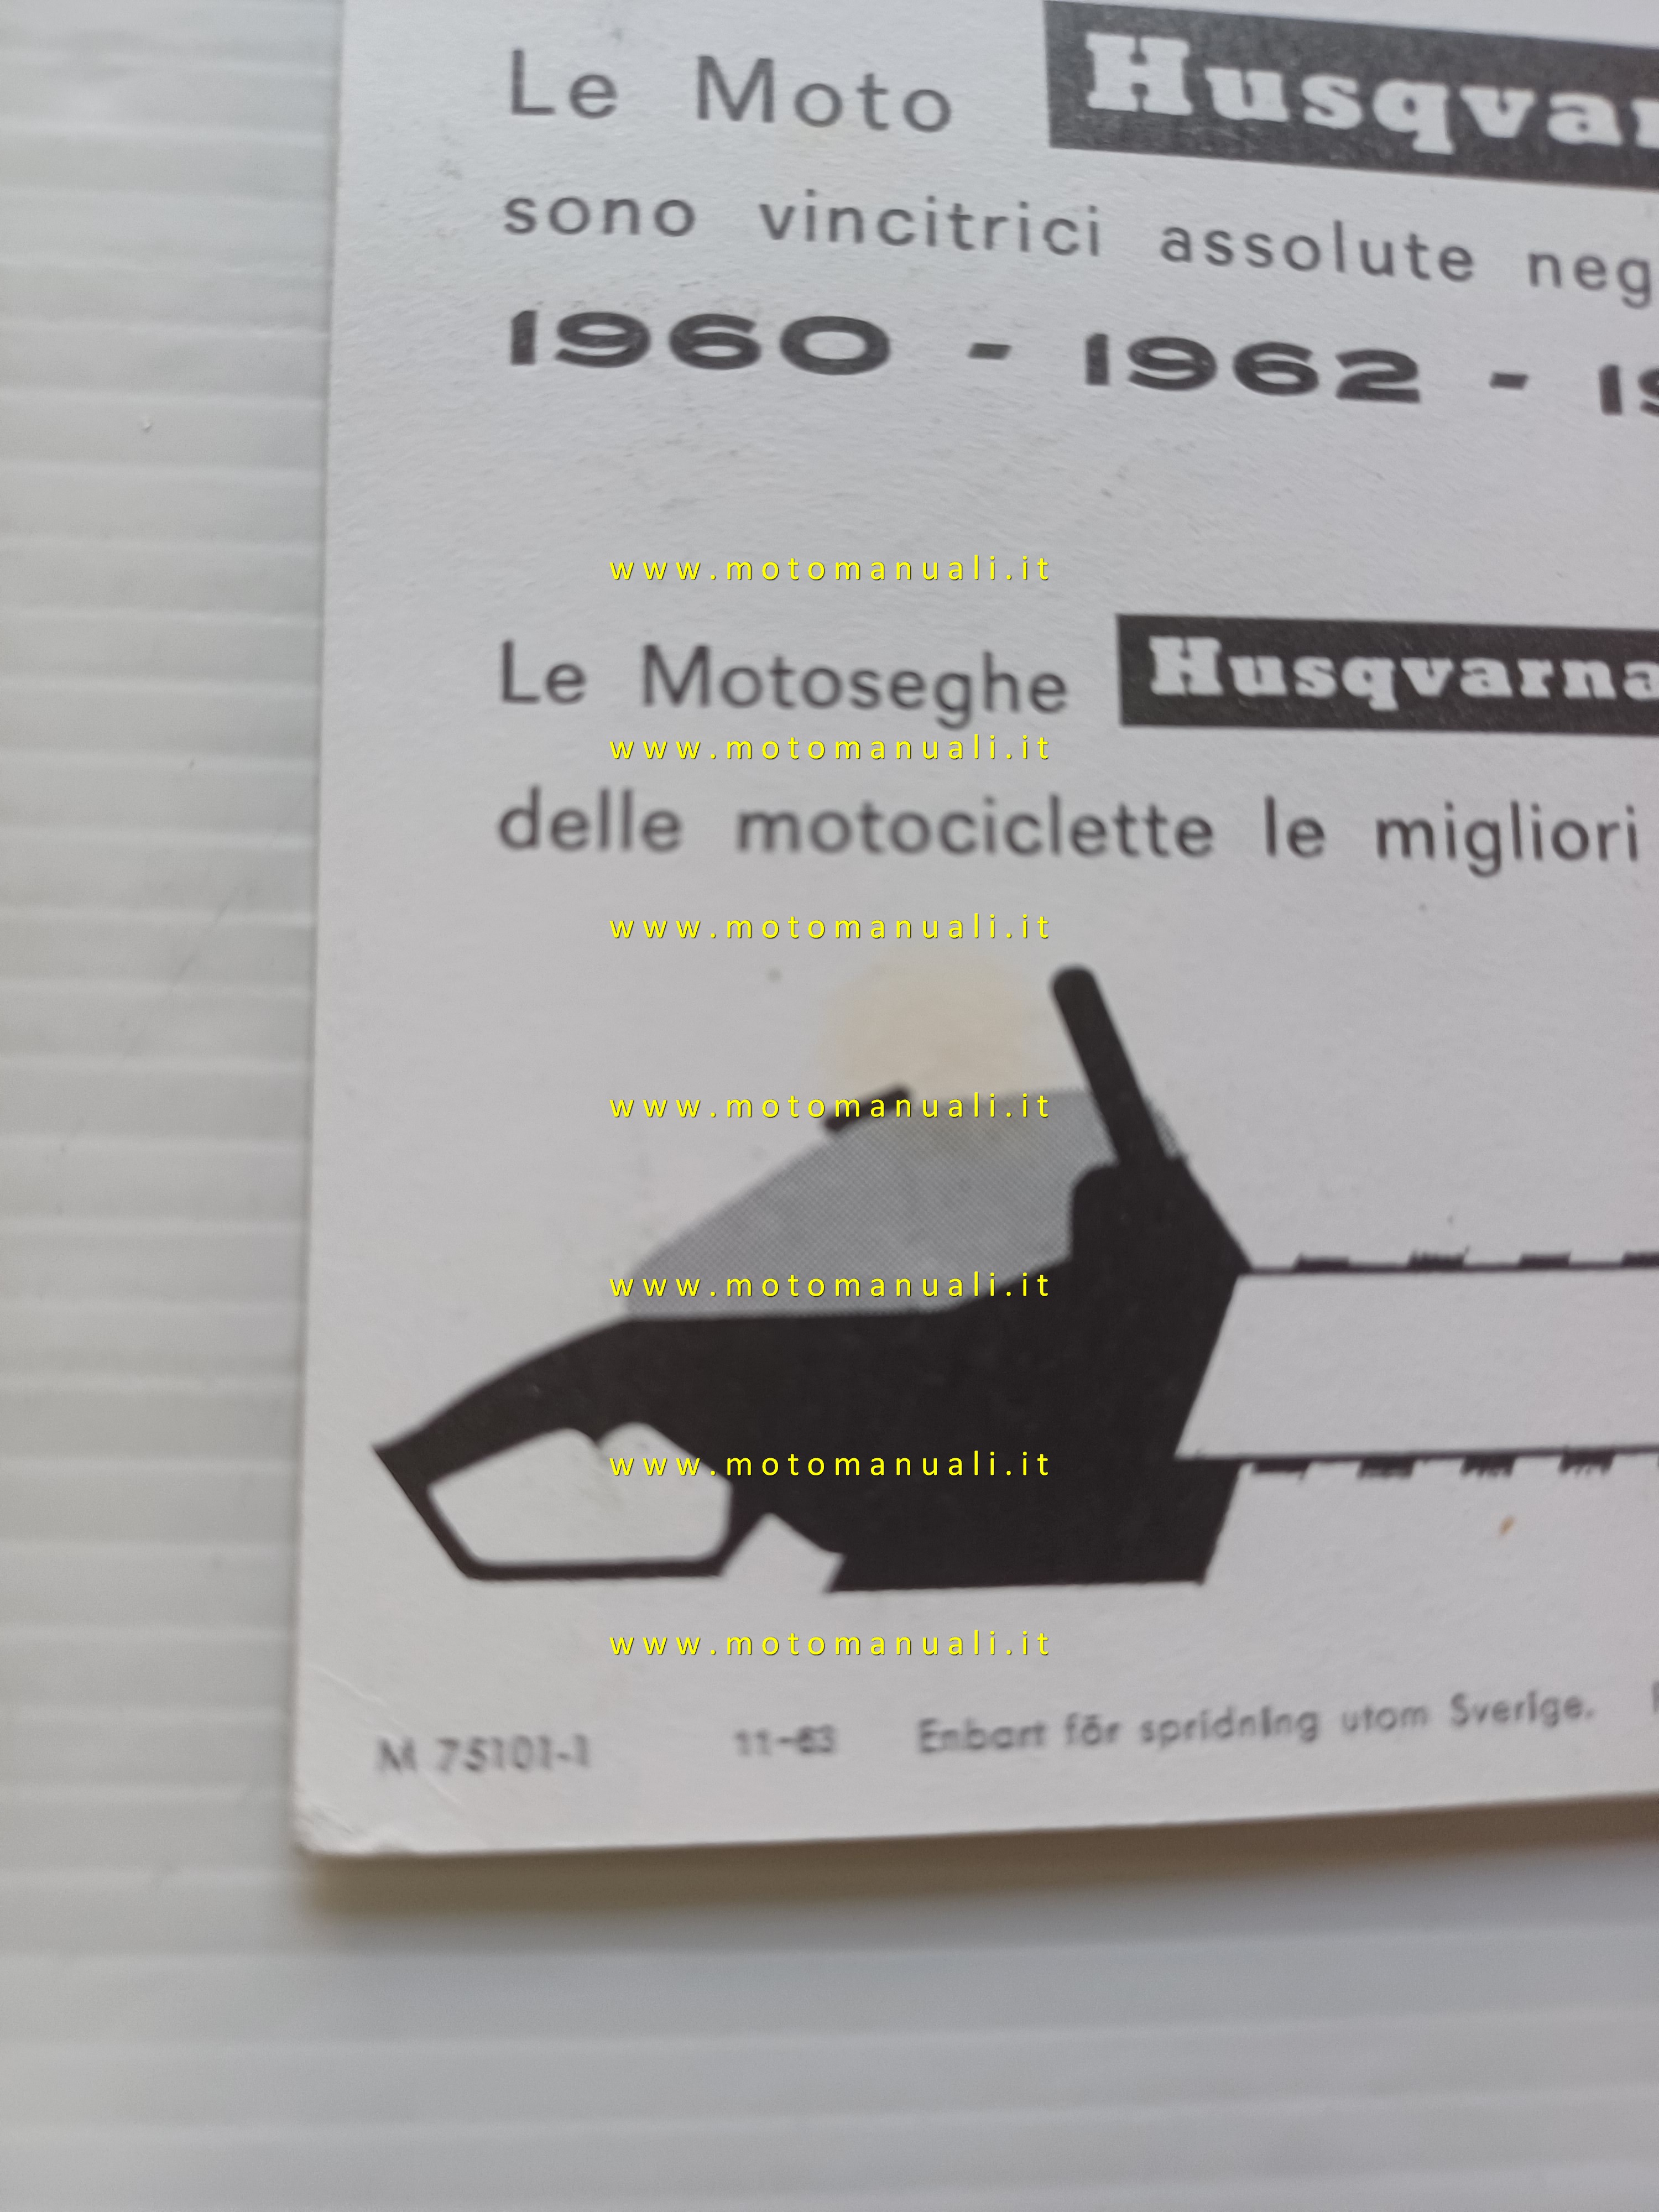 Le Moto Husqvar
sono vincitrici assolute neg
1960 - 1962 - 19
www.motomanuali.it
Le Motoseghe Husqvarna
www.motomanuali.it
delle motociclette le migliori
www.motomanuali.it
www.motomanuali.it
www.motomanuali.it
www.motomanuali.it
www.motomanuali.it
M 75101-1 11-63 Enbart för spridning utom Sverige.